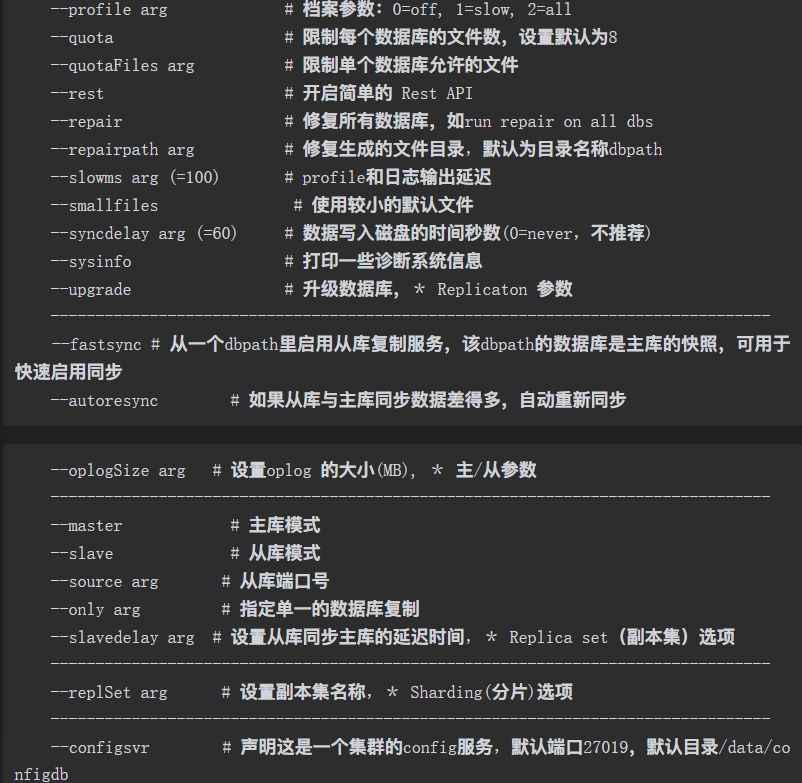 --profile arg # 档案参数：0=off, 1=slow, 2=all
--quota # 限制每个数据库的文件数，设置默认为8
--quotaFiles arg # 限制单个数据库允许的文件
--rest # 开启简单的 Rest API
--repair # 修复所有数据库，如run repair on all dbs
--repairpath arg # 修复生成的文件目录，默认为目录名称dbpath
--slowms arg (=100) # profile和日志输出延迟
--smallfiles # 使用较小的默认文件
--syncdelay arg (=60) # 数据写入磁盘的时间秒数(0=never，不推荐)
--sysinfo # 打印一些诊断系统信息
--upgrade # 升级数据库，* Replicaton 参数
--------------------------------------------------------------------------------
--fastsync # 从一个dbpath里启用从库复制服务，该dbpath的数据库是主库的快照，可用于
快速启用同步
--autoresync # 如果从库与主库同步数据差得多，自动重新同步
--oplogSize arg # 设置oplog 的大小(MB), * 主/从参数
--------------------------------------------------------------------------------
--master # 主库模式
--slave # 从库模式
--source arg # 从库端口号
--only arg # 指定单一的数据库复制
--slavedelay arg # 设置从库同步主库的延迟时间，* Replica set（副本集）选项
--------------------------------------------------------------------------------
--replSet arg # 设置副本集名称，* Sharding(分片)选项
--------------------------------------------------------------------------------
--configsvr # 声明这是一个集群的config服务，默认端口27019，默认目录/data/co
nfigdb